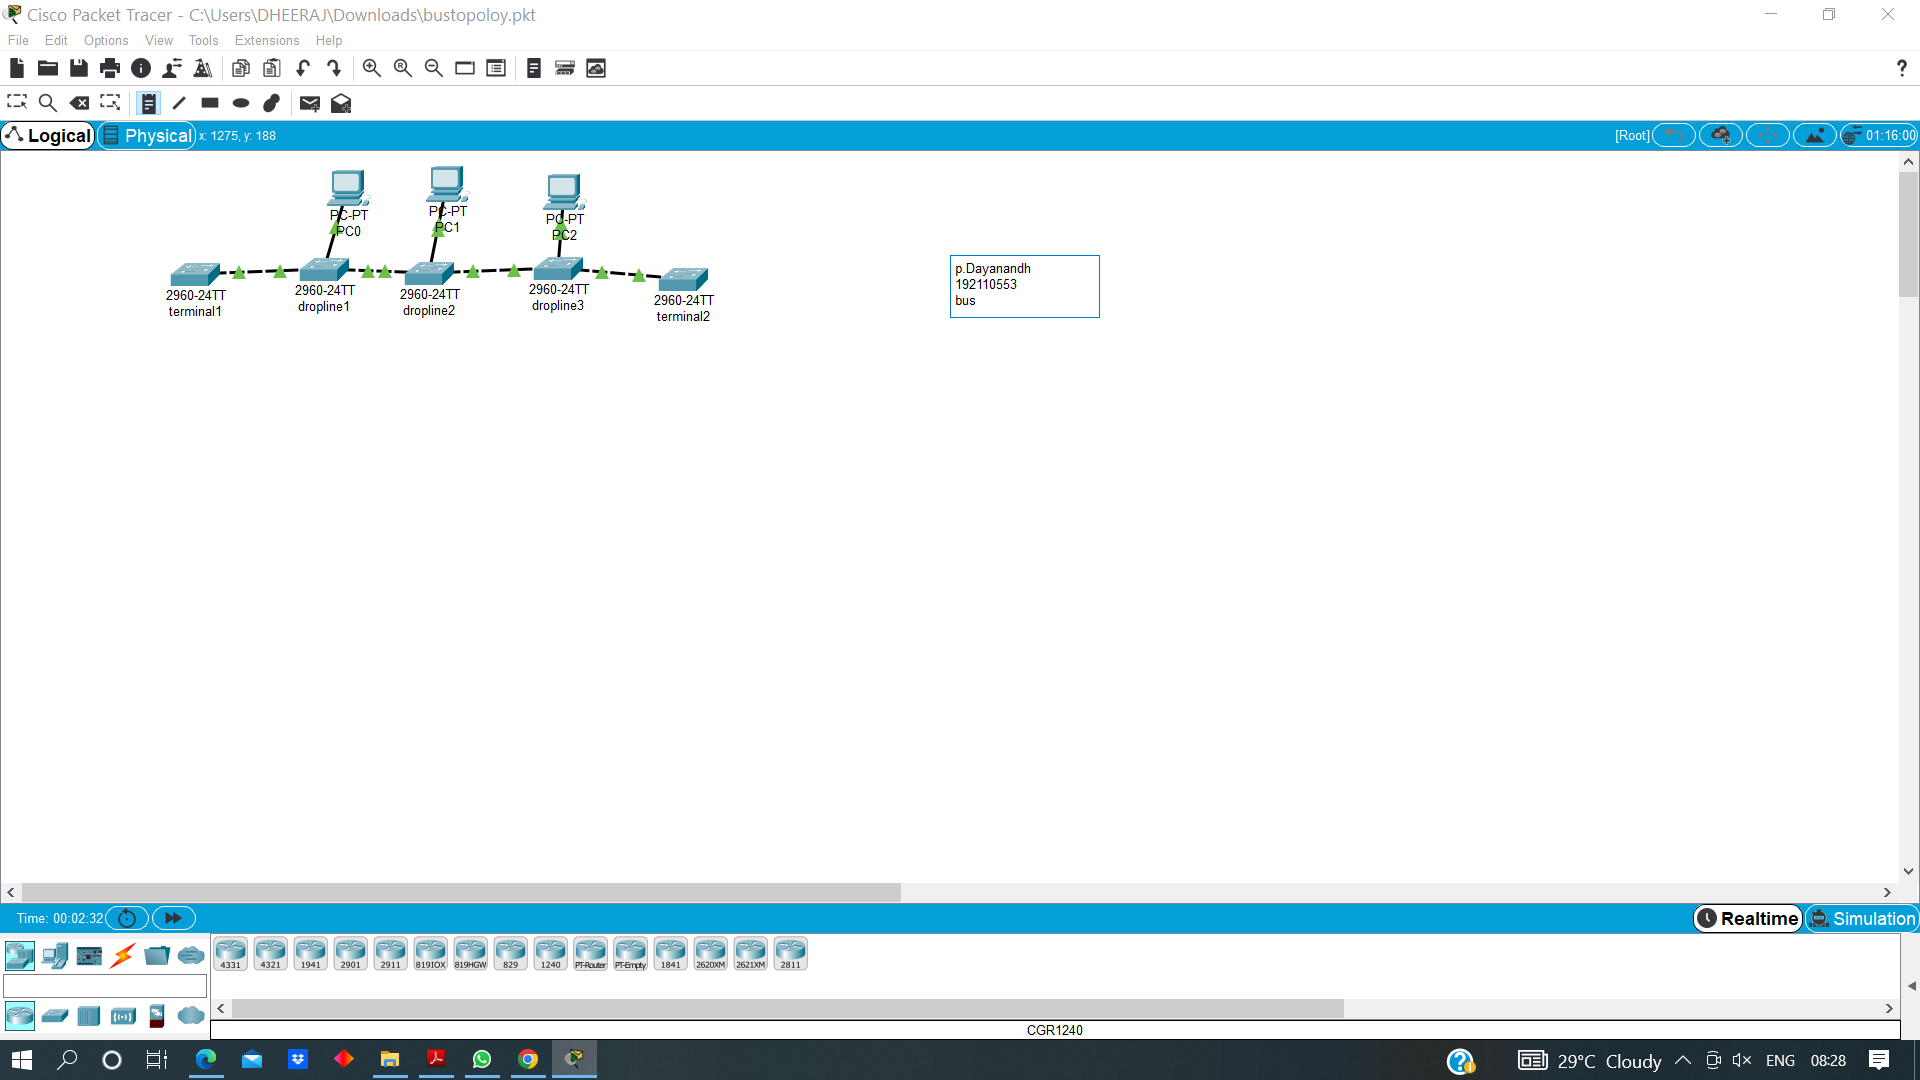 Cisco Packet Tracer - C:\Users\DHEERAJ\Downloads\bustopoloy.pkt
File Edit Options View Tools Extensions Help
?
Logical Physical x: 1275, y: 188 [Root] 01:16:00
PC-PT
PC0
PC-PT
PC1
PC-PT
PC2
2960-24TT
terminal1
2960-24TT
dropline1
2960-24TT
dropline2
2960-24TT
dropline3
2960-24TT
terminal2
p.Dayanandh
192110553
bus
Time: 00:02:32 Realtime Simulation
4331 4321 1941 2901 2911 819IOX 819HGW 829 1240 PT-Router PT-Empty 1841 2620XM 2621XM 2811
CGR1240
29°C Cloudy ENG 08:28